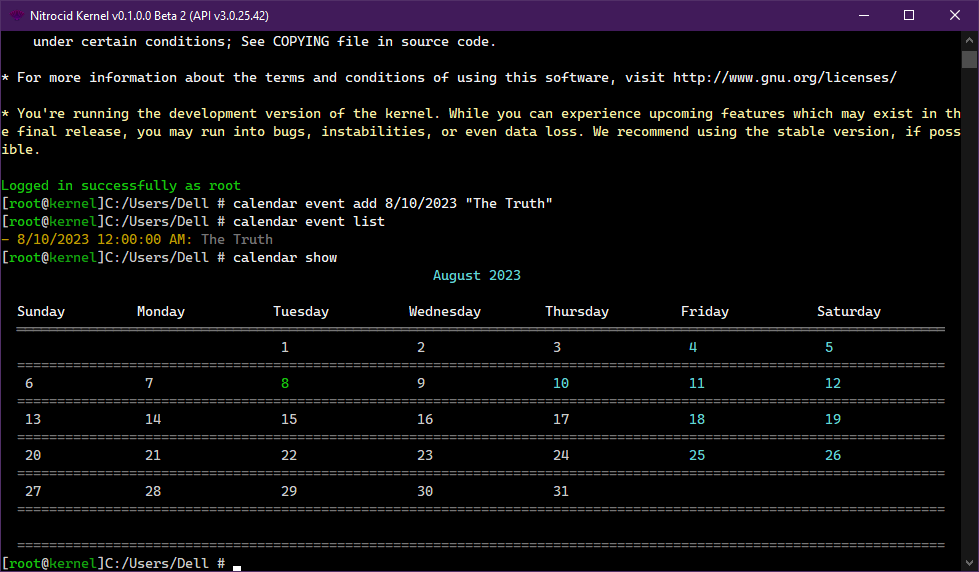 Nitrocid Kernel v0.1.0.0 Beta 2 (API v3.0.25.42)
under certain conditions; See COPYING file in source code.
* For more information about the terms and conditions of using this software, visit http://www.gnu.org/licenses/
* You're running the development version of the kernel. While you can experience upcoming features which may exist in th
e final release, you may run into bugs, instabilities, or even data loss. We recommend using the stable version, if poss
ible.
Logged in successfully as root
[root@kernel]C:/Users/Dell # calendar event add 8/10/2023 "The Truth"
[root@kernel]C:/Users/Dell # calendar event list
- 8/10/2023 12:00:00 AM: The Truth
[root@kernel]C:/Users/Dell # calendar show
August 2023
Sunday Monday Tuesday Wednesday Thursday Friday Saturday
1 2 3 4 5
6 7 8 9 10 11 12
13 14 15 16 17 18 19
20 21 22 23 24 25 26
27 28 29 30 31
[root@kernel]C:/Users/Dell #